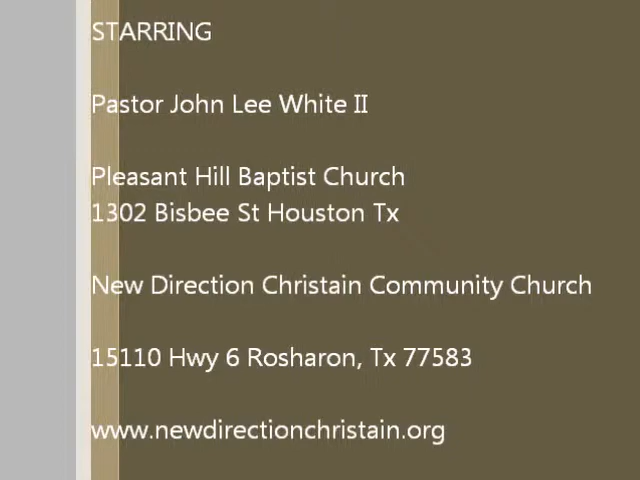 STARRING
Pastor John Lee White II
Pleasant Hill Baptist Church
1302 Bisbee St Houston Tx
New Direction Christain Community Church
15110 Hwy 6 Rosharon, Tx 77583
www.newdirectionchristain.org